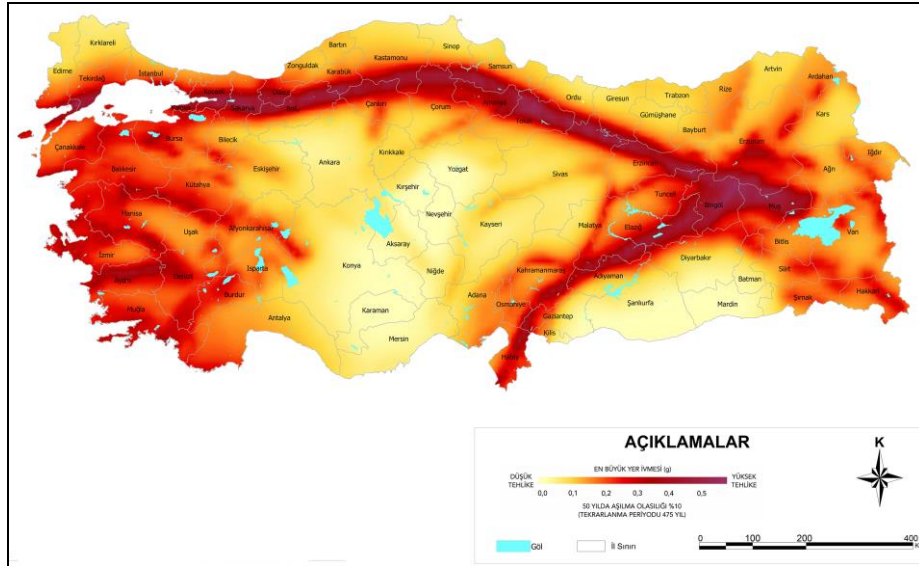 Kırklareli
Edirne
Tekirdağ
İstanbul
Kocaeli
Sakarya
Bolu
Zonguldak
Bartın
Karabük
Kastamonu
Sinop
Samsun
Çankırı
Çorum
Amasya
Tokat
Ordu
Giresun
Trabzon
Rize
Artvin
Ardahan
Kars
Gümüşhane
Bayburt
Erzurum
Iğdır
Ağrı
Çanakkale
Balıkesir
Bursa
Bilecik
Eskişehir
Kütahya
Ankara
Kırıkkale
Yozgat
Kırşehir
Nevşehir
Sivas
Erzincan
Tunceli
Bingöl
Muş
Van
Bitlis
Manisa
Uşak
Afyonkarahisar
İzmir
Aydın
Denizli
Isparta
Burdur
Muğla
Antalya
Konya
Aksaray
Niğde
Kayseri
Malatya
Elazığ
Diyarbakır
Batman
Siirt
Şırnak
Hakkari
Karaman
Mersin
Adana
Osmaniye
Kahramanmaraş
Adıyaman
Gaziantep
Kilis
Şanlıurfa
Mardin
Hatay
AÇIKLAMALAR
K
EN BÜYÜK YER İVMESİ (g)
DÜŞÜK
TEHLİKE
YÜKSEK
TEHLİKE
0,0 0,1 0,2 0,3 0,4 0,5
50 YILDA AŞILMA OLASILIĞI %10
(TEKRARLANMA PERİYODU 475 YIL)
Göl
İl Sınırı
0 100 200 400